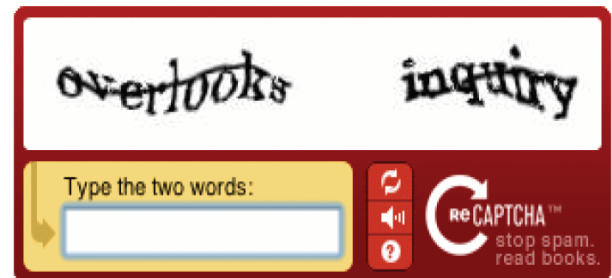 overlooks inquiry
Type the two words:
ReCAPTCHA™
stop spam.
read books.